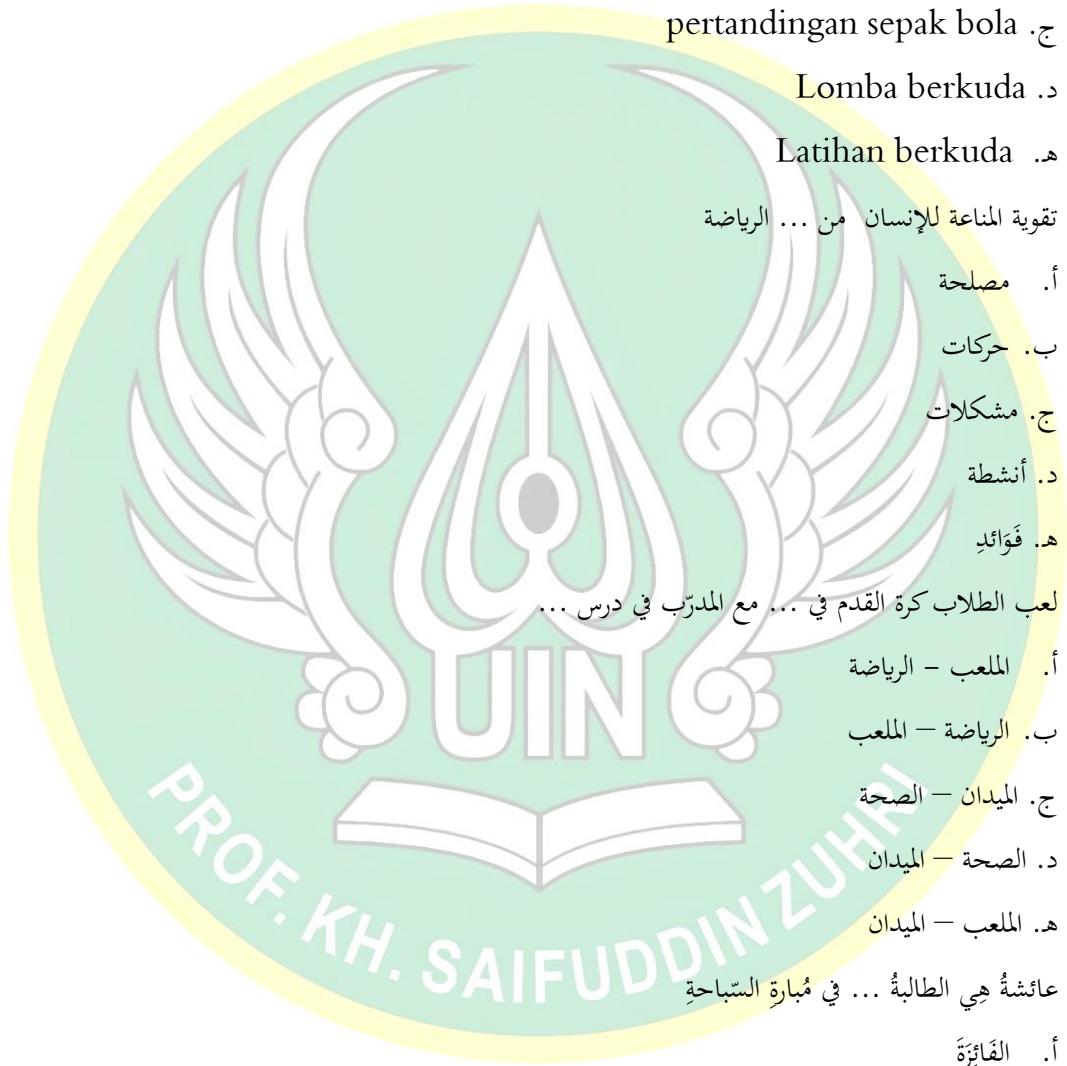 ج. pertandingan sepak bola
د. Lomba berkuda
هـ. Latihan berkuda
تقوية المناعة للإنسان من ... الرياضة
أ. مصلحة
ب. حركات
ج. مشكلات
د. أنشطة
هـ. فَوَائدِ
لعب الطلاب كرة القدم في ... مع المدرّب في درس ...
أ. الملعب – الرياضة
ب. الرياضة – الملعب
ج. الميدان – الصحة
د. الصحة – الميدان
هـ. الملعب – الميدان
عائشةُ هِي الطالبةُ ... في مُبارةِ السّباحةِ
أ. الفَائِزَةَ
UIN
PROF. KH. SAIFUDDIN ZUHRI